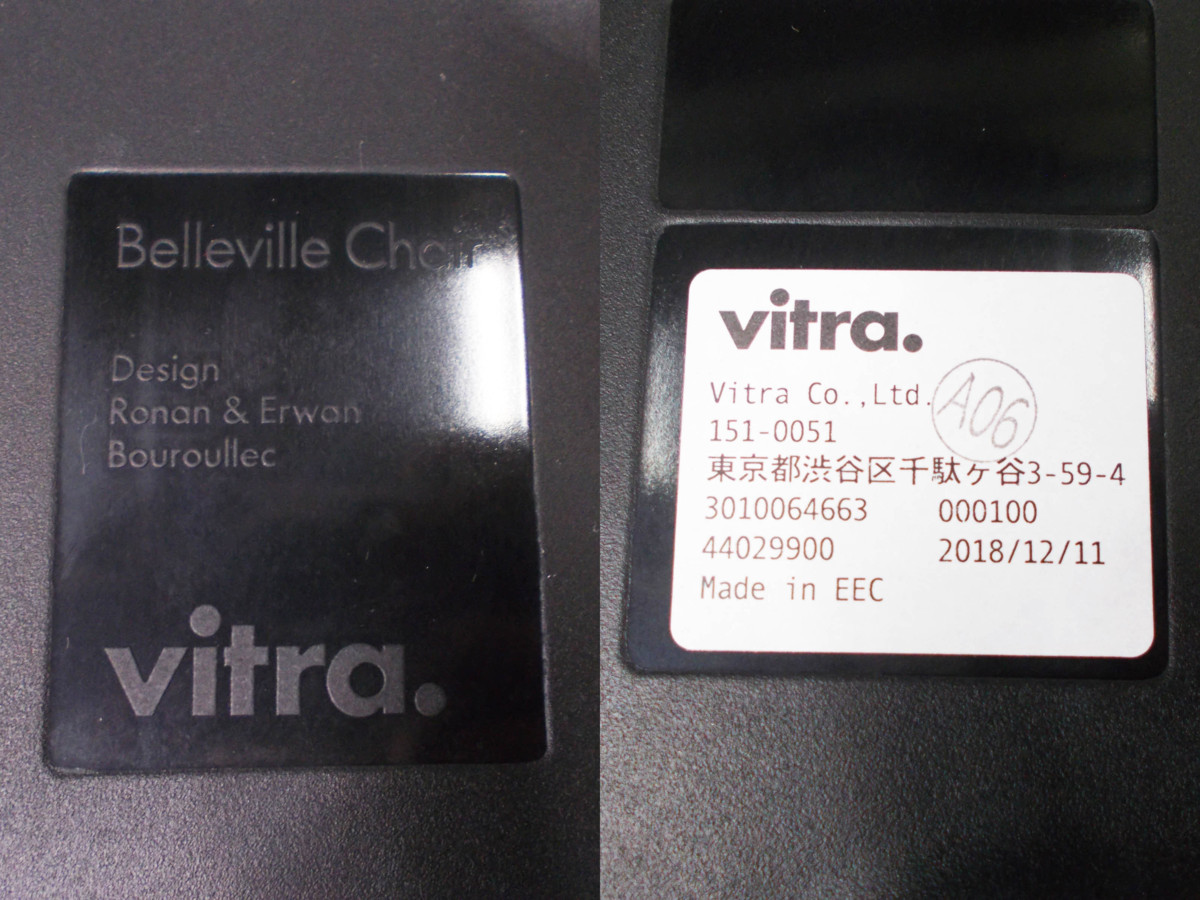 Belleville Chair
Design
Ronan & Erwan
Bouroullec
vitra.
vitra.
Vitra Co.,Ltd.
A06
151-0051
東京都渋谷区千駄ヶ谷3-59-4
3010064663 000100
44029900 2018/12/11
Made in EEC